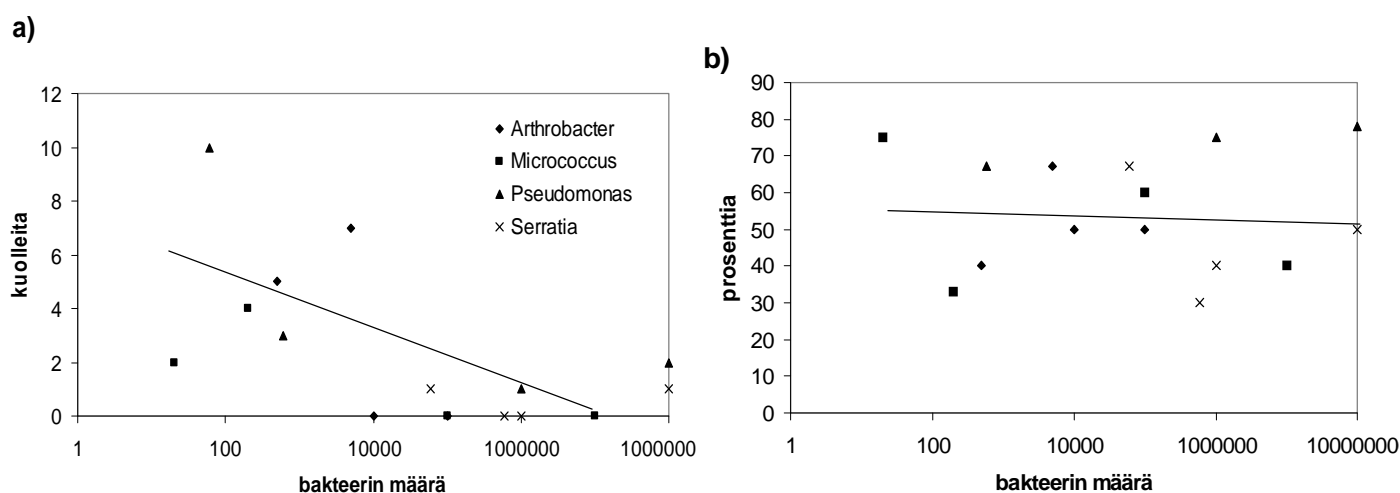 a)
kuolleita
12
10
8
6
4
2
0
Arthrobacter
Micrococcus
Pseudomonas
Serratia
1 100 10000 1000000 10000000
bakteerin määrä
b)
prosenttia
90
80
70
60
50
40
30
20
10
0
1 100 10000 1000000 10000000
bakteerin määrä